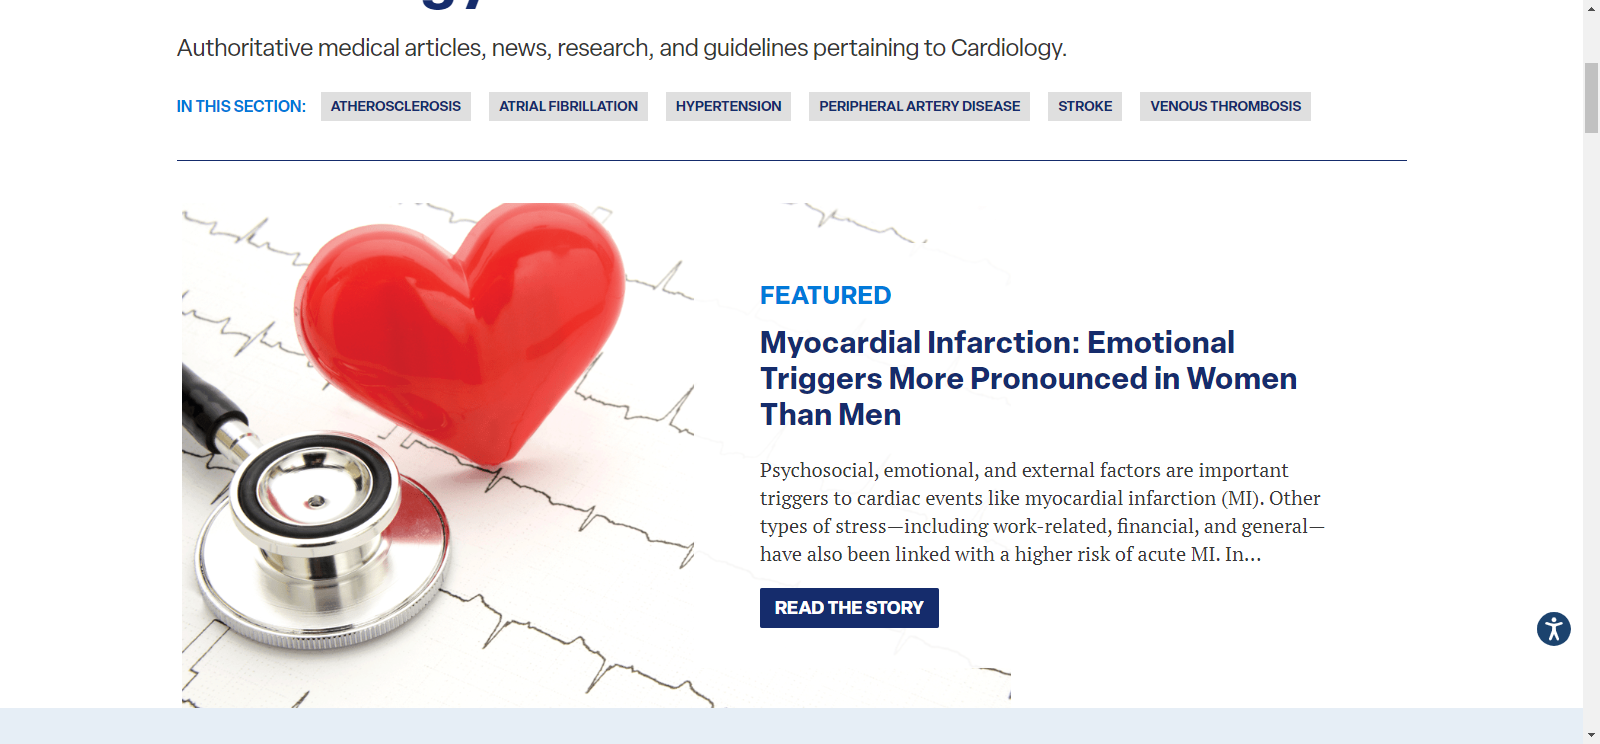 Authoritative medical articles, news, research, and guidelines pertaining to Cardiology.
IN THIS SECTION: ATHEROSCLEROSIS ATRIAL FIBRILLATION HYPERTENSION PERIPHERAL ARTERY DISEASE STROKE VENOUS THROMBOSIS
FEATURED
Myocardial Infarction: Emotional
Triggers More Pronounced in Women
Than Men
Psychosocial, emotional, and external factors are important
triggers to cardiac events like myocardial infarction (MI). Other
types of stress—including work-related, financial, and general—
have also been linked with a higher risk of acute MI. In...
READ THE STORY